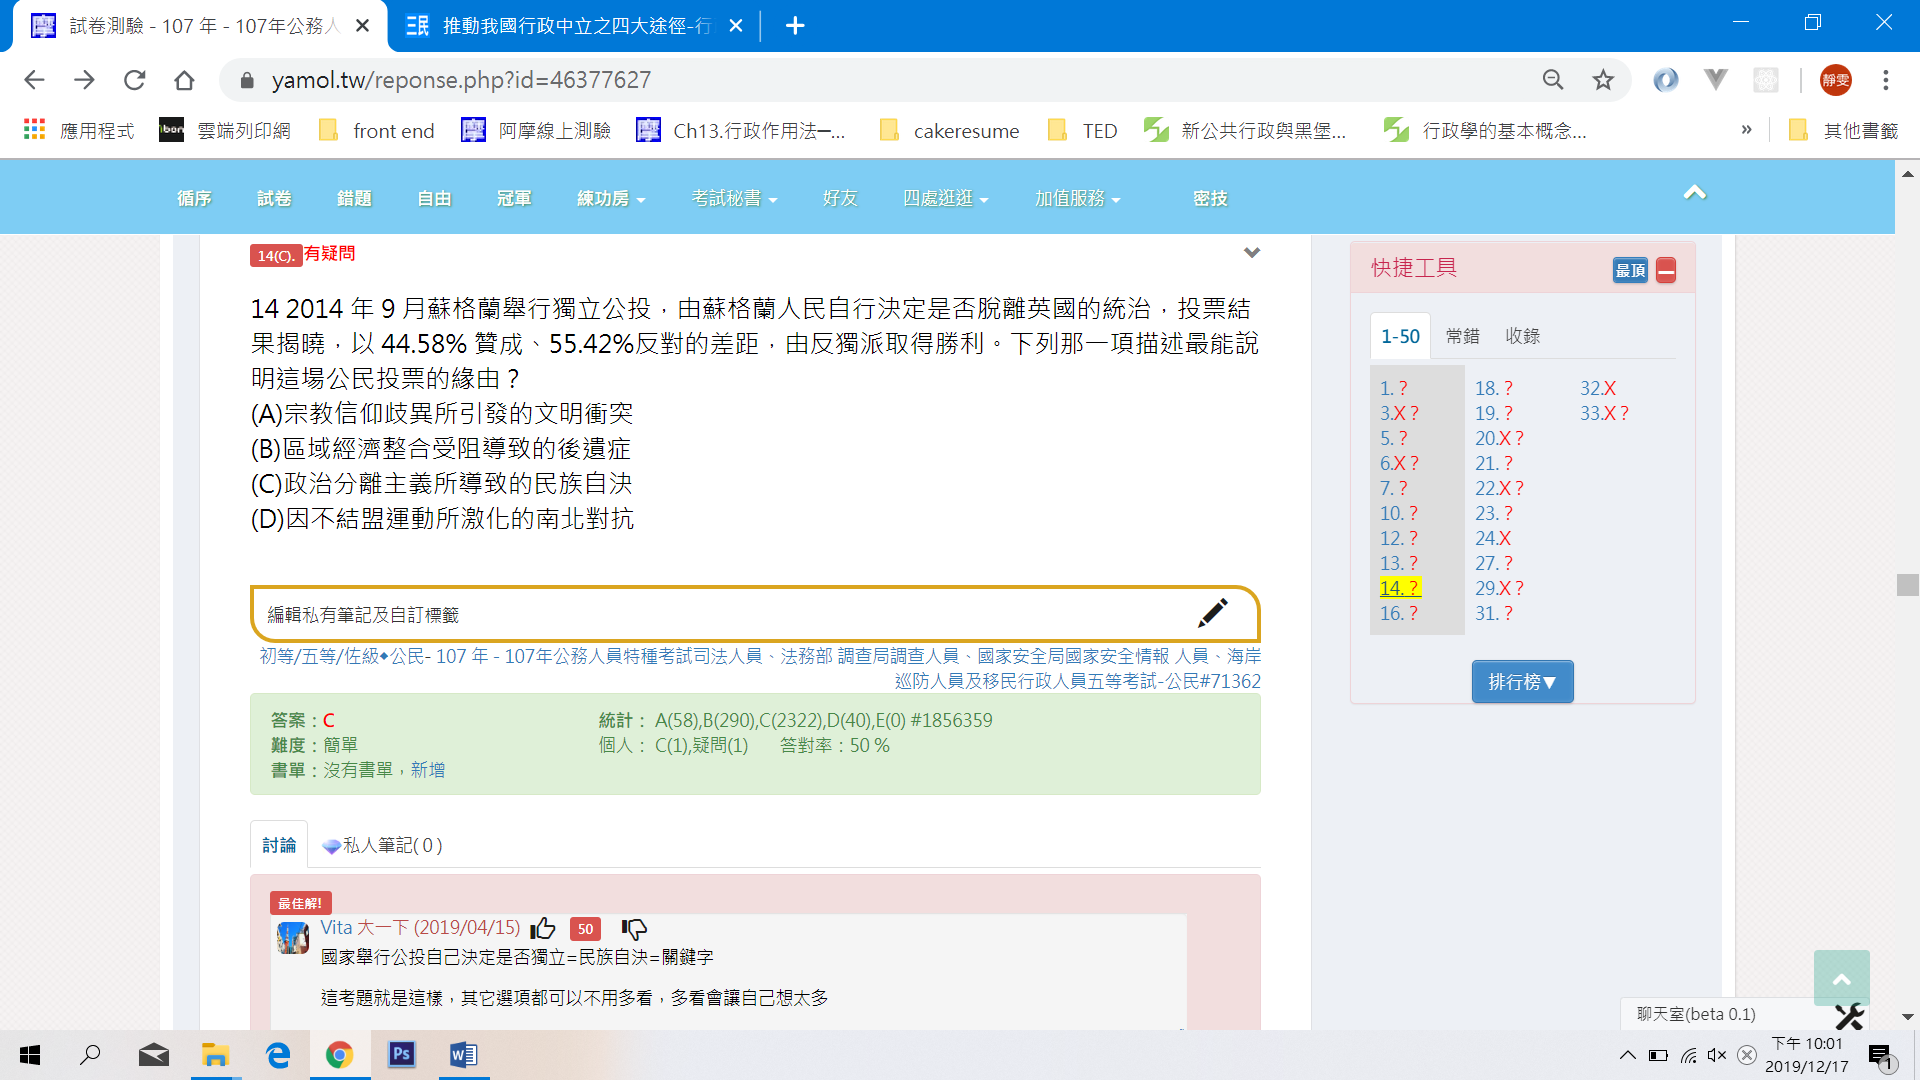 試卷測驗 - 107 年 - 107年公務人
推動我國行政中立之四大途徑-行
yamol.tw/reponse.php?id=46377627
靜雯
應用程式
ibon
雲端列印網
front end
阿摩線上測驗
Ch13.行政作用法─...
cakeresume
TED
新公共行政與黑堡...
行政學的基本概念...
»
其他書籤
循序
試卷
錯題
自由
冠軍
練功房
考試秘書
好友
四處逛逛
加值服務
密技
14(C).有疑問
14 2014 年 9 月蘇格蘭舉行獨立公投，由蘇格蘭人民自行決定是否脫離英國的統治，投票結
果揭曉，以 44.58% 贊成、55.42%反對的差距，由反獨派取得勝利。下列那一項描述最能說
明這場公民投票的緣由？
(A)宗教信仰歧異所引發的文明衝突
(B)區域經濟整合受阻導致的後遺症
(C)政治分離主義所導致的民族自決
(D)因不結盟運動所激化的南北對抗
編輯私有筆記及自訂標籤
初等/五等/佐級◆公民- 107 年 - 107年公務人員特種考試司法人員、法務部 調查局調查人員、國家安全局國家安全情報 人員、海岸
巡防人員及移民行政人員五等考試-公民#71362
答案：C
難度：簡單
書單：沒有書單，新增
統計： A(58),B(290),C(2322),D(40),E(0) #1856359
個人： C(1),疑問(1) 答對率：50 %
討論
私人筆記( 0 )
最佳解!
Vita 大一下 (2019/04/15) 50
國家舉行公投自己決定是否獨立=民族自決=關鍵字
這考題就是這樣，其它選項都可以不用多看，多看會讓自己想太多
快捷工具
最頂
1-50 常錯 收錄
1. ?
3.X ?
5. ?
6.X ?
7. ?
10. ?
12. ?
13. ?
14. ?
16. ?
18. ?
19. ?
20.X ?
21. ?
22.X ?
23. ?
24.X
27. ?
29.X ?
31. ?
32.X
33.X ?
排行榜▼
聊天室(beta 0.1)
Ps
下午 10:01
2019/12/17
1